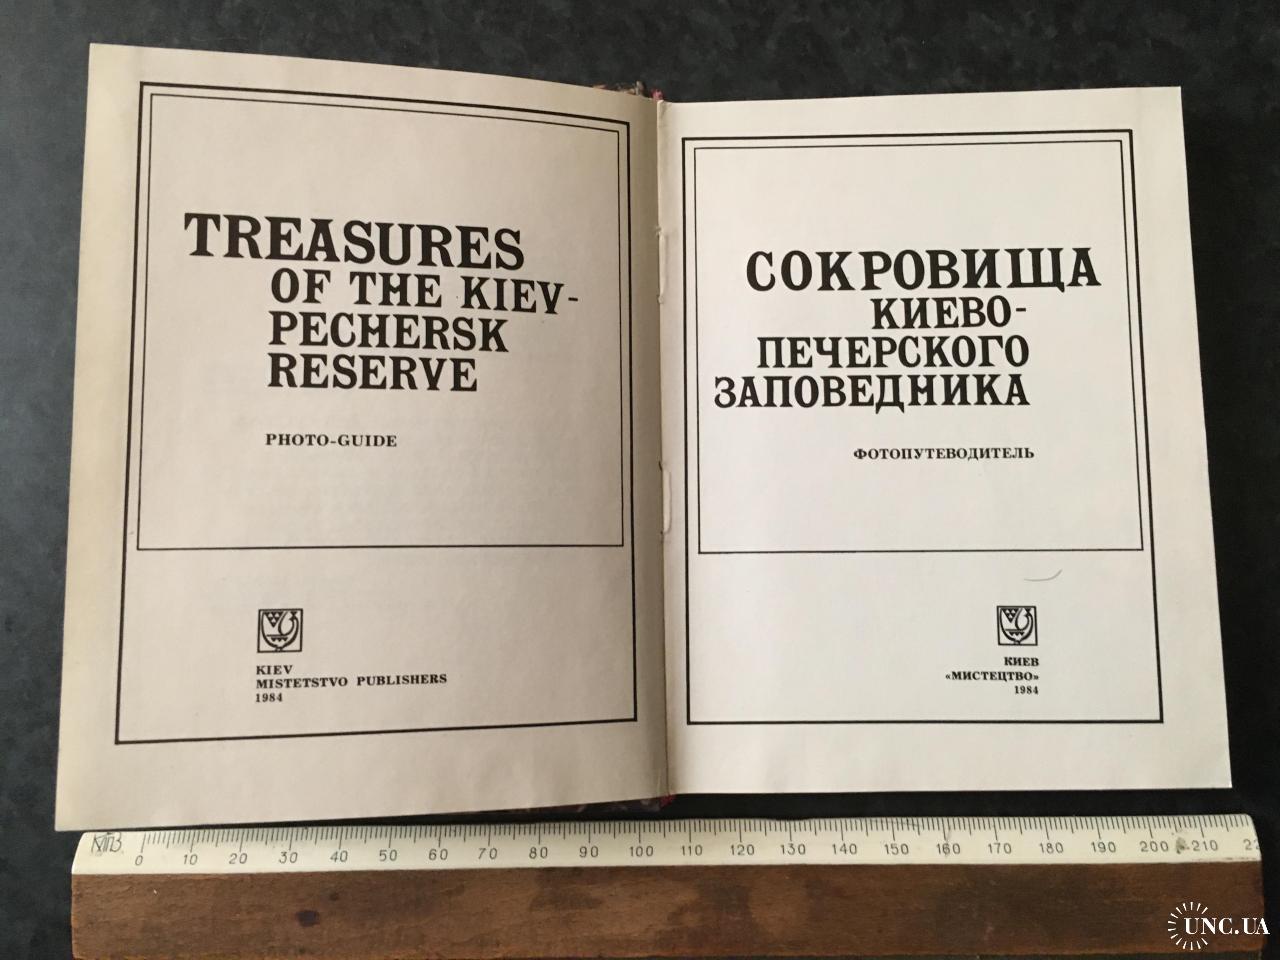 TREASURES
OF THE KIEV-
PECHERSK
RESERVE
PHOTO-GUIDE
KIEV
MISTETSTVO PUBLISHERS
1984
СОКРОВИЩА
КИЕВО-
ПЕЧЕРСКОГО
ЗАПОВЕДНИКА
ФОТОПУТЕВОДИТЕЛЬ
КИЕВ
«МИСТЕЦТВО»
1984
0 10 20 30 40 50 60 70 80 90 100 110 120 130 140 150 160 170 180 190 200 210
UNC.UA